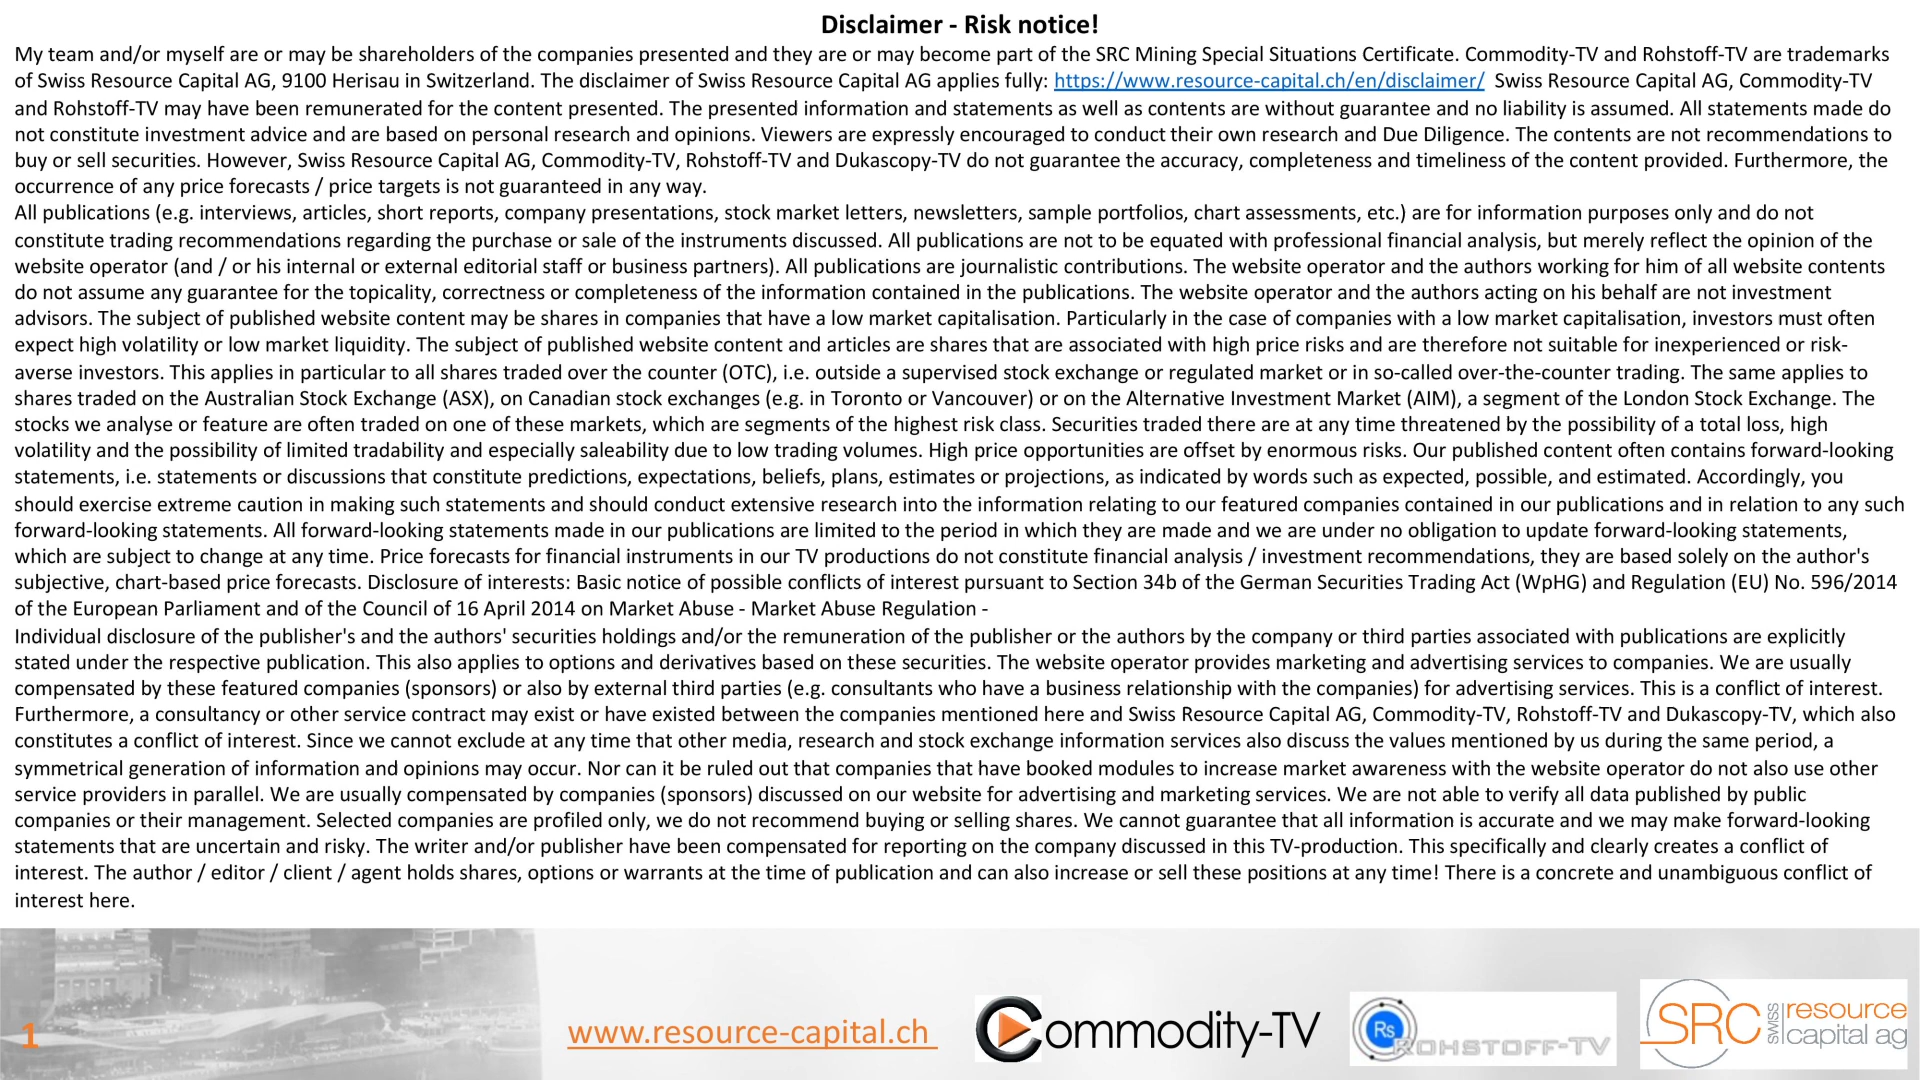 Disclaimer - Risk notice!
My team and/or myself are or may be shareholders of the companies presented and they are or may become part of the SRC Mining Special Situations Certificate. Commodity-TV and Rohstoff-TV are trademarks
of Swiss Resource Capital AG, 9100 Herisau in Switzerland. The disclaimer of Swiss Resource Capital AG applies fully: https://www.resource-capital.ch/en/disclaimer/ Swiss Resource Capital AG, Commodity-TV
and Rohstoff-TV may have been remunerated for the content presented. The presented information and statements as well as contents are without guarantee and no liability is assumed. All statements made do
not constitute investment advice and are based on personal research and opinions. Viewers are expressly encouraged to conduct their own research and Due Diligence. The contents are not recommendations to
buy or sell securities. However, Swiss Resource Capital AG, Commodity-TV, Rohstoff-TV and Dukascopy-TV do not guarantee the accuracy, completeness and timeliness of the content provided. Furthermore, the
occurrence of any price forecasts / price targets is not guaranteed in any way.
All publications (e.g. interviews, articles, short reports, company presentations, stock market letters, newsletters, sample portfolios, chart assessments, etc.) are for information purposes only and do not
constitute trading recommendations regarding the purchase or sale of the instruments discussed. All publications are not to be equated with professional financial analysis, but merely reflect the opinion of the
website operator (and / or his internal or external editorial staff or business partners). All publications are journalistic contributions. The website operator and the authors working for him of all website contents
do not assume any guarantee for the topicality, correctness or completeness of the information contained in the publications. The website operator and the authors acting on his behalf are not investment
advisors. The subject of published website content may be shares in companies that have a low market capitalisation. Particularly in the case of companies with a low market capitalisation, investors must often
expect high volatility or low market liquidity. The subject of published website content and articles are shares that are associated with high price risks and are therefore not suitable for inexperienced or risk-
averse investors. This applies in particular to all shares traded over the counter (OTC), i.e. outside a supervised stock exchange or regulated market or in so-called over-the-counter trading. The same applies to
shares traded on the Australian Stock Exchange (ASX), on Canadian stock exchanges (e.g. in Toronto or Vancouver) or on the Alternative Investment Market (AIM), a segment of the London Stock Exchange. The
stocks we analyse or feature are often traded on one of these markets, which are segments of the highest risk class. Securities traded there are at any time threatened by the possibility of a total loss, high
volatility and the possibility of limited tradability and especially saleability due to low trading volumes. High price opportunities are offset by enormous risks. Our published content often contains forward-looking
statements, i.e. statements or discussions that constitute predictions, expectations, beliefs, plans, estimates or projections, as indicated by words such as expected, possible, and estimated. Accordingly, you
should exercise extreme caution in making such statements and should conduct extensive research into the information relating to our featured companies contained in our publications and in relation to any such
forward-looking statements. All forward-looking statements made in our publications are limited to the period in which they are made and we are under no obligation to update forward-looking statements,
which are subject to change at any time. Price forecasts for financial instruments in our TV productions do not constitute financial analysis / investment recommendations, they are based solely on the author's
subjective, chart-based price forecasts. Disclosure of interests: Basic notice of possible conflicts of interest pursuant to Section 34b of the German Securities Trading Act (WpHG) and Regulation (EU) No. 596/2014
of the European Parliament and of the Council of 16 April 2014 on Market Abuse - Market Abuse Regulation -
Individual disclosure of the publisher's and the authors' securities holdings and/or the remuneration of the publisher or the authors by the company or third parties associated with publications are explicitly
stated under the respective publication. This also applies to options and derivatives based on these securities. The website operator provides marketing and advertising services to companies. We are usually
compensated by these featured companies (sponsors) or also by external third parties (e.g. consultants who have a business relationship with the companies) for advertising services. This is a conflict of interest.
Furthermore, a consultancy or other service contract may exist or have existed between the companies mentioned here and Swiss Resource Capital AG, Commodity-TV, Rohstoff-TV and Dukascopy-TV, which also
constitutes a conflict of interest. Since we cannot exclude at any time that other media, research and stock exchange information services also discuss the values mentioned by us during the same period, a
symmetrical generation of information and opinions may occur. Nor can it be ruled out that companies that have booked modules to increase market awareness with the website operator do not also use other
service providers in parallel. We are usually compensated by companies (sponsors) discussed on our website for advertising and marketing services. We are not able to verify all data published by public
companies or their management. Selected companies are profiled only, we do not recommend buying or selling shares. We cannot guarantee that all information is accurate and we may make forward-looking
statements that are uncertain and risky. The writer and/or publisher have been compensated for reporting on the company discussed in this TV-production. This specifically and clearly creates a conflict of
interest. The author / editor / client / agent holds shares, options or warrants at the time of publication and can also increase or sell these positions at any time! There is a concrete and unambiguous conflict of
interest here.
1
www.resource-capital.ch
Commodity-TV
Rs
ROHSTOFF-TV
SRC
SWISS
resource
capital ag